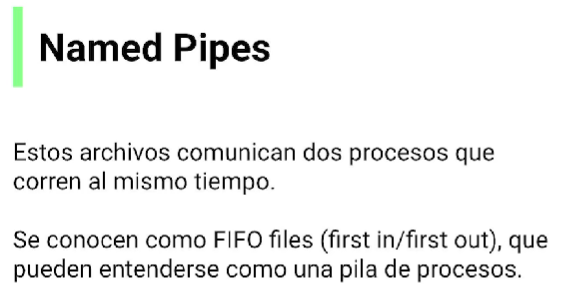 Named Pipes
Estos archivos comunican dos procesos que
corren al mismo tiempo.
Se conocen como FIFO files (first in/first out), que
pueden entenderse como una pila de procesos.